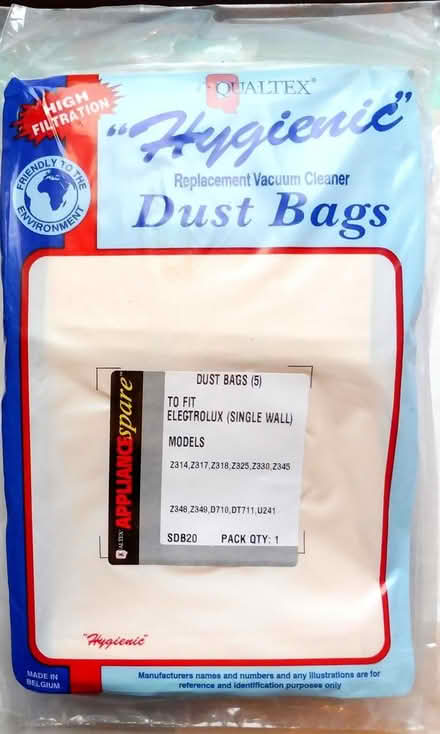 QUALTEX®
HIGH
FILTRATION
"Hygienic"
FRIENDLY TO THE
ENVIRONMENT
Replacement Vacuum Cleaner
Dust Bags
QUALTEX APPLIANCEspare™
DUST BAGS (5)
TO FIT
ELECTROLUX (SINGLE WALL)
MODELS
Z314,Z317,Z318,Z325,Z330,Z345
Z348,Z349,D710,DT711,U241
SDB20 PACK QTY: 1
"Hygienic"
MADE IN
BELGIUM
Manufacturers names and numbers and any illustrations are for
reference and identification purposes only